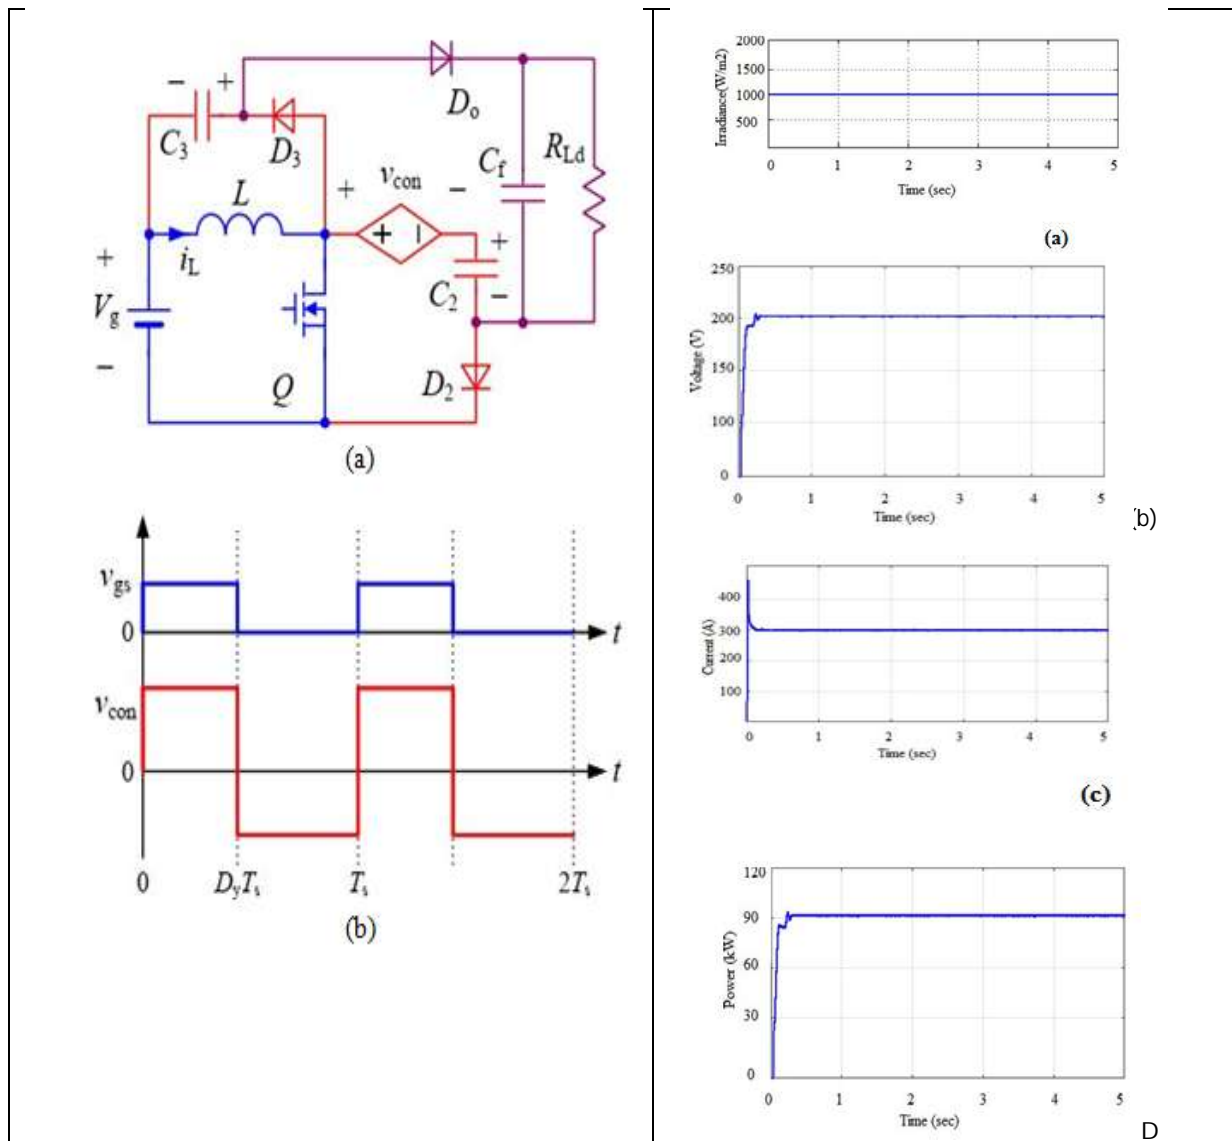 − +
C3
D3
Do
Cf
RLd
L
+ vcon −
+ −
iL
+
Vg
−
Q
+
C2
−
D2
(a)
vgs
0
t
vcon
0
t
0 DyTs Ts 2Ts
(b)
Irradiance(W/m2)
2000
1500
1000
500
0 1 2 3 4 5
Time (sec)
(a)
Voltage (V)
250
200
150
100
0
0 1 2 3 4 5
Time (sec)
(b)
Current (A)
400
300
200
100
0 1 2 3 4 5
Time (sec)
(c)
Power (kW)
120
90
60
30
0
0 1 2 3 4 5
Time (sec)
D